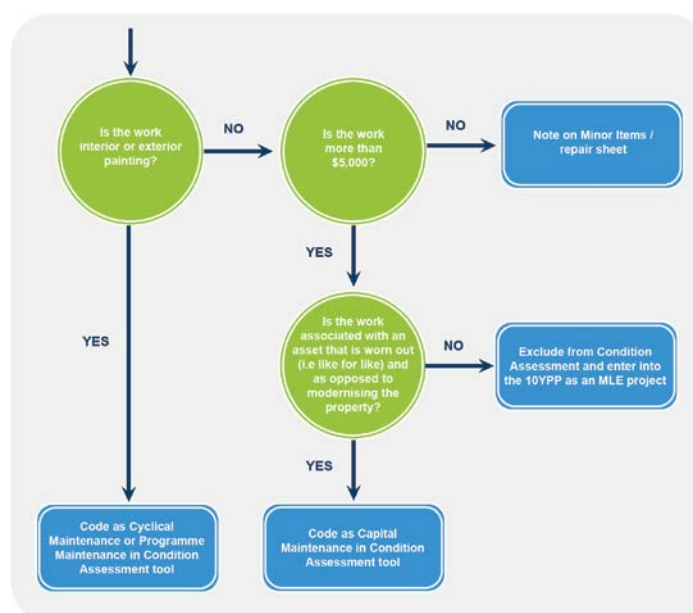 Is the work
interior or exterior
painting?
NO
Is the work
more than
$5,000?
NO
Note on Minor Items /
repair sheet
YES
YES
Is the work
associated with an
asset that is worn out
(i.e like for like) and
as opposed to
modernising the
property?
NO
Exclude from Condition
Assessment and enter into
the 10YPP as an MLE project
YES
Code as Cyclical
Maintenance or Programme
Maintenance in Condition
Assessment tool
Code as Capital
Maintenance in Condition
Assessment tool